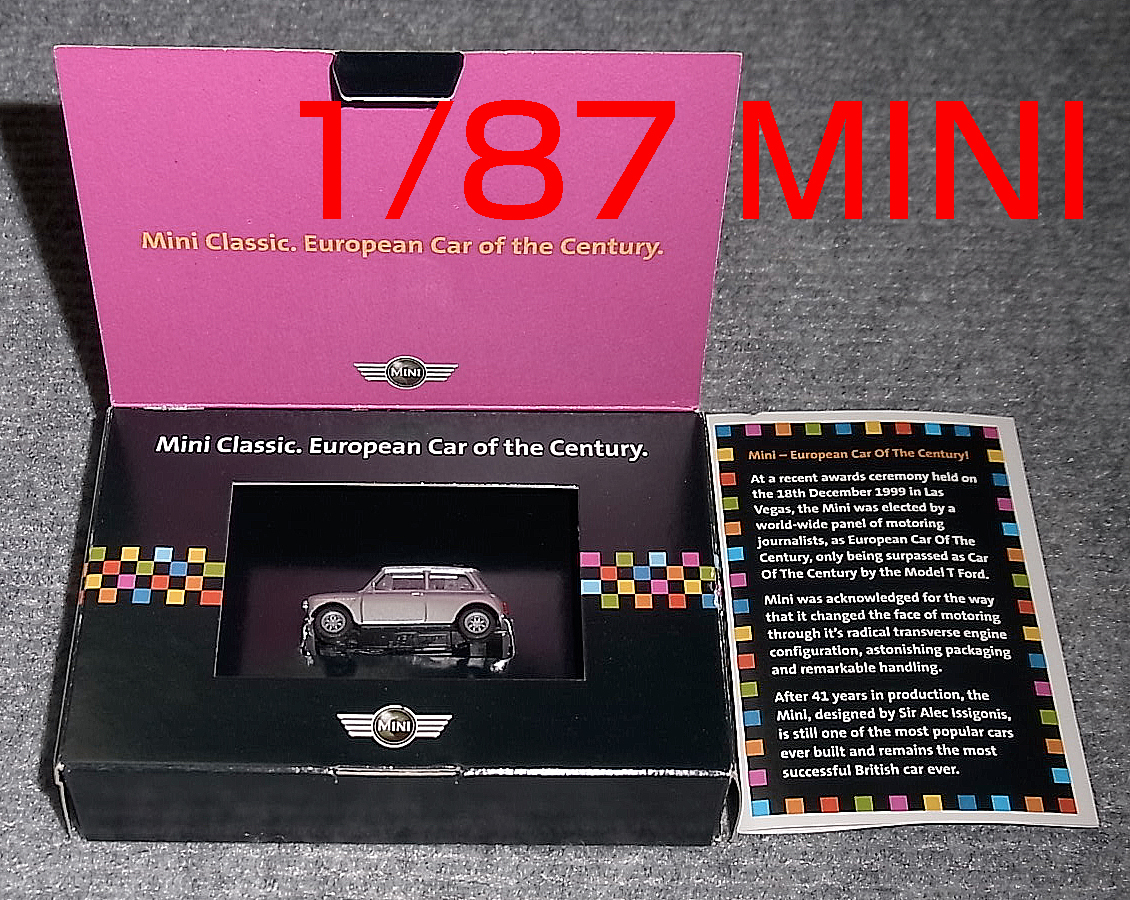 1/87 MINI
Mini Classic. European Car of the Century.
MINI
Mini Classic. European Car of the Century.
MINI
Mini – European Car Of The Century!
At a recent awards ceremony held on
the 18th December 1999 in Las
Vegas, the Mini was elected by a
world-wide panel of motoring
journalists, as European Car Of The
Century, only being surpassed as Car
Of The Century by the Model T Ford.
Mini was acknowledged for the way
that it changed the face of motoring
through it's radical transverse engine
configuration, astonishing packaging
and remarkable handling.
After 41 years in production, the
Mini, designed by Sir Alec Issigonis,
is still one of the most popular cars
ever built and remains the most
successful British car ever.